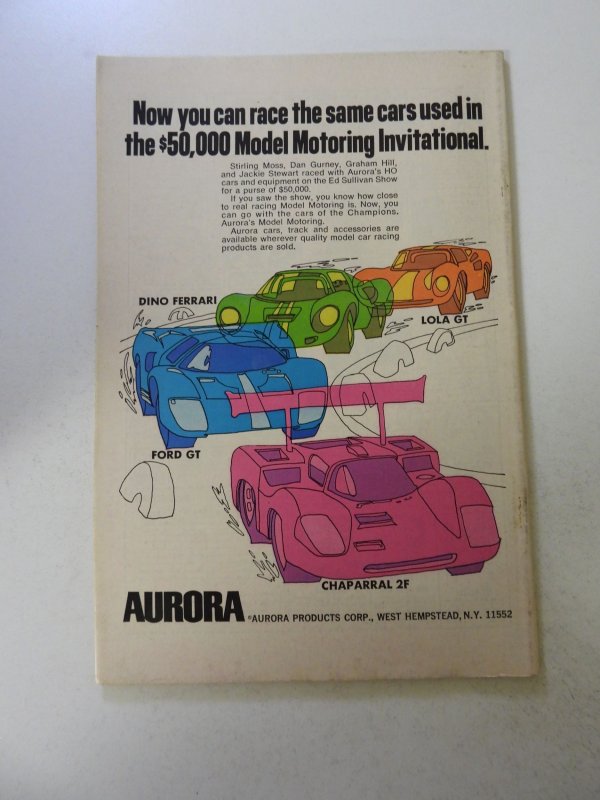 Now you can race the same cars used in
the $50,000 Model Motoring Invitational.
Stirling Moss, Dan Gurney, Graham Hill,
and Jackie Stewart raced with Aurora's HO
cars and equipment on the Ed Sullivan Show
for a purse of $50,000.
If you saw the show, you know how close
to real racing Model Motoring is. Now, you
can go with the cars of the Champions.
Aurora's Model Motoring.
Aurora cars, track and accessories are
available wherever quality model car racing
products are sold.
DINO FERRARI
LOLA GT
FORD GT
CHAPARRAL 2F
AURORA ©AURORA PRODUCTS CORP., WEST HEMPSTEAD, N.Y. 11552